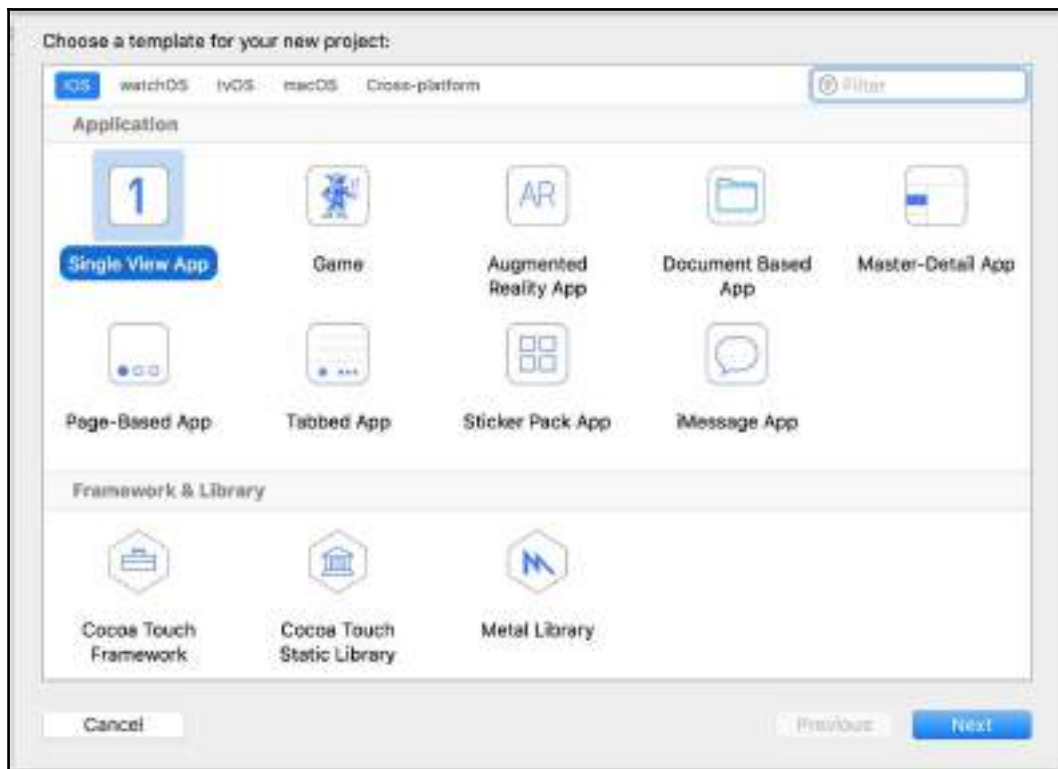 Choose a template for your new project:
iOS watchOS tvOS macOS Cross-platform Filter
Application
1 AR
Single View App Game Augmented Reality App Document Based App Master-Detail App
Page-Based App Tabbed App Sticker Pack App iMessage App
Framework & Library
Cocoa Touch Framework Cocoa Touch Static Library Metal Library
Cancel Previous Next